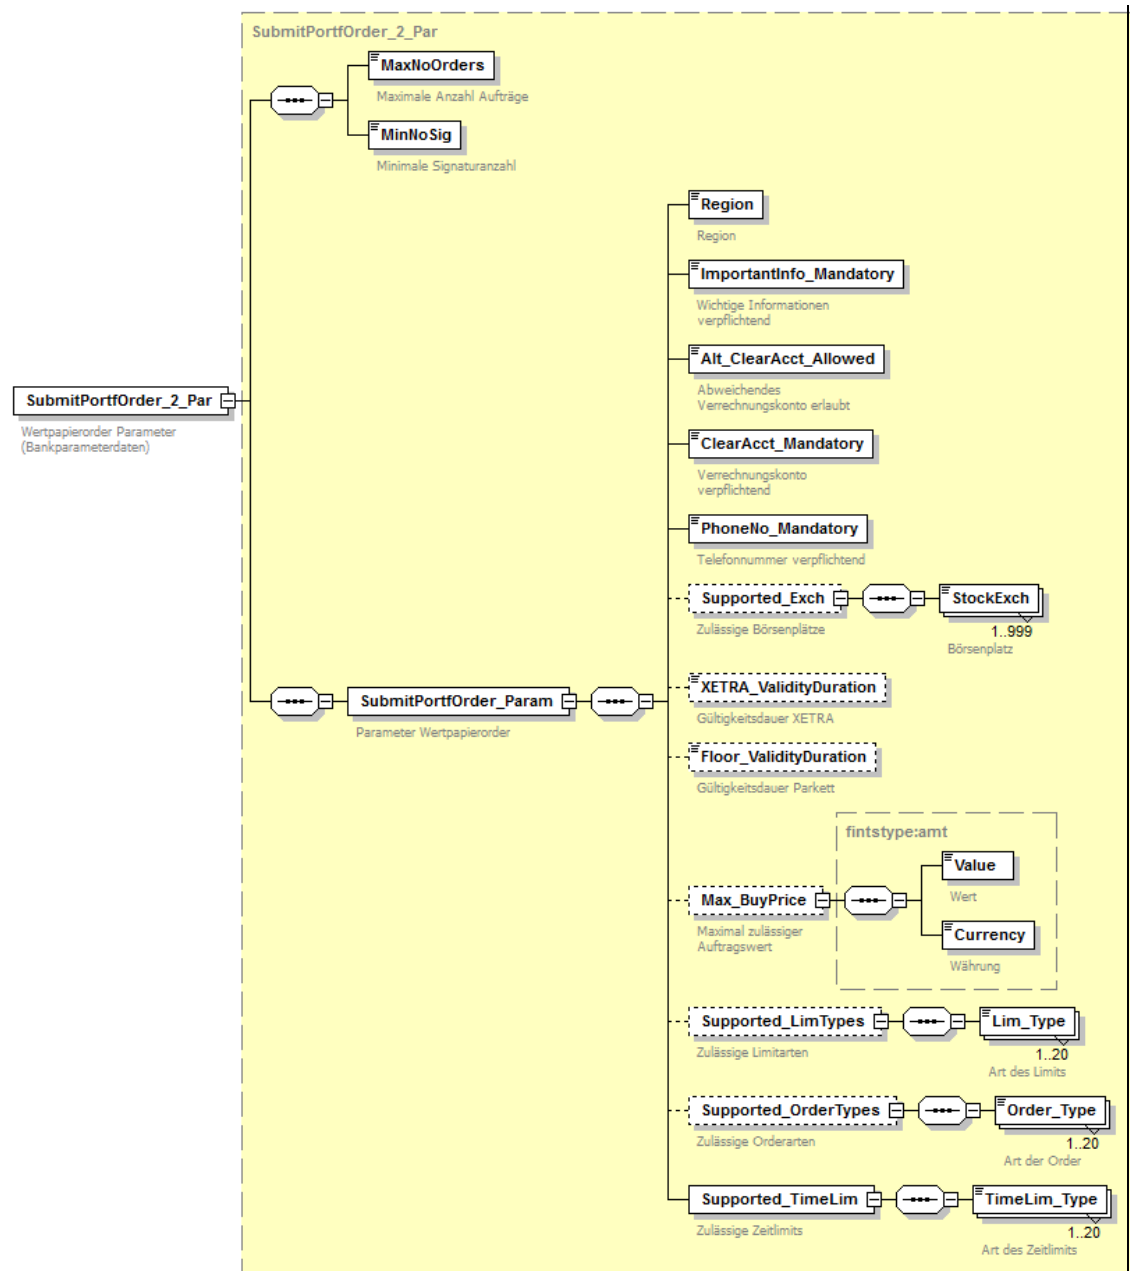 SubmitPortfOrder_2_Par
MaxNoOrders
Maximale Anzahl Aufträge
MinNoSig
Minimale Signaturanzahl
Region
Region
ImportantInfo_Mandatory
Wichtige Informationen
verpflichtend
Alt_ClearAcct_Allowed
Abweichendes
Verrechnungskonto erlaubt
SubmitPortfOrder_2_Par
Wertpapierorder Parameter
(Bankparameterdaten)
ClearAcct_Mandatory
Verrechnungskonto
verpflichtend
PhoneNo_Mandatory
Telefonnummer verpflichtend
Supported_Exch
StockExch
1..999
Zulässige Börsenplätze
Börsenplatz
SubmitPortfOrder_Param
Parameter Wertpapierorder
XETRA_ValidityDuration
Gültigkeitsdauer XETRA
Floor_ValidityDuration
Gültigkeitsdauer Parkett
fintstype:amt
Value
Wert
Max_BuyPrice
Maximal zulässiger
Auftragswert
Currency
Währung
Supported_LimTypes
Lim_Type
1..20
Zulässige Limitarten
Art des Limits
Supported_OrderTypes
Order_Type
1..20
Zulässige Orderarten
Art der Order
Supported_TimeLim
TimeLim_Type
1..20
Zulässige Zeitlimits
Art des Zeitlimits